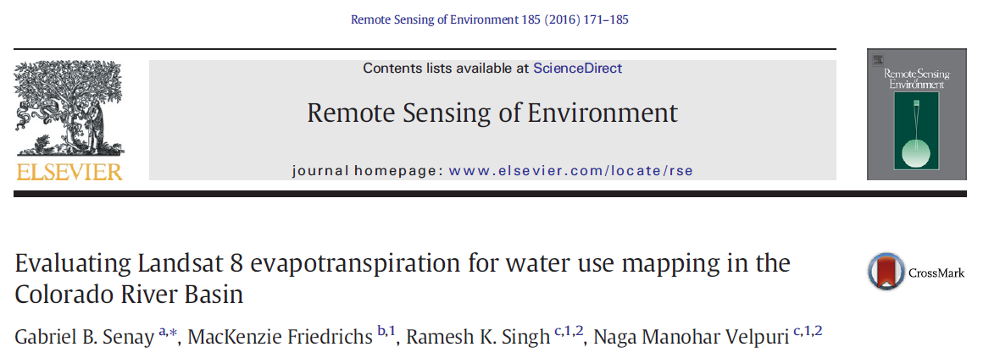 Remote Sensing of Environment 185 (2016) 171–185
Contents lists available at ScienceDirect
Remote Sensing of Environment
journal homepage: www.elsevier.com/locate/rse
ELSEVIER
Remote Sensing
of
Environment
Evaluating Landsat 8 evapotranspiration for water use mapping in the
Colorado River Basin
CrossMark
Gabriel B. Senay a,*, MacKenzie Friedrichs b,1, Ramesh K. Singh c,1,2, Naga Manohar Velpuri c,1,2